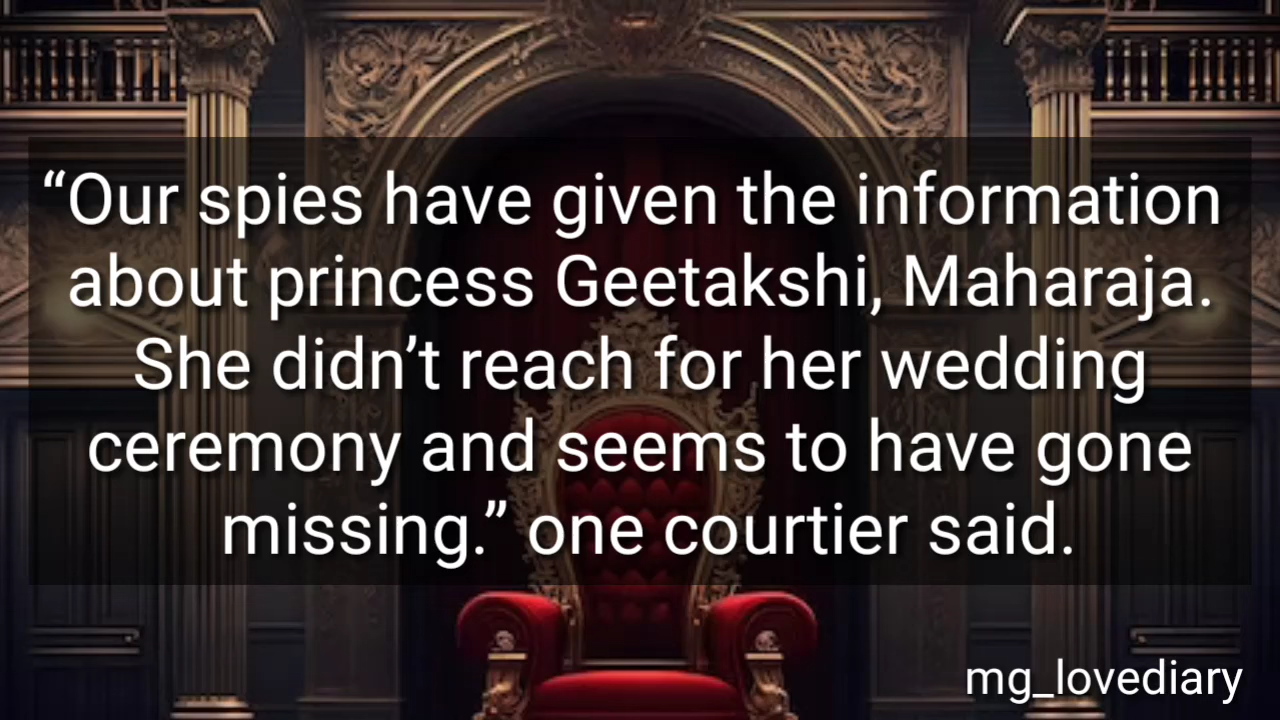 “Our spies have given the information
about princess Geetakshi, Maharaja.
She didn’t reach for her wedding
ceremony and seems to have gone
missing.” one courtier said.
mg_lovediary